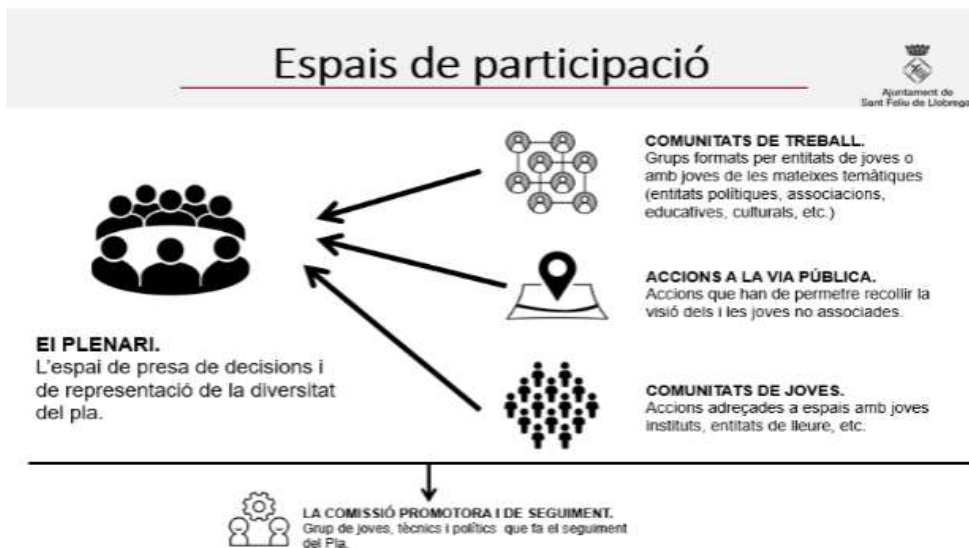 Espais de participació
Ajuntament de
Sant Feliu de Llobrega
COMUNITATS DE TREBALL.
Grups formats per entitats de joves o
amb joves de les mateixes temàtiques
(entitats polítiques, associacions,
educatives, culturals, etc.)
ACCIONS A LA VIA PÚBLICA.
Accions que han de permetre recollir la
visió dels i les joves no associades.
El PLENARI.
L'espai de presa de decisions i
de representació de la diversitat
del pla.
COMUNITATS DE JOVES.
Accions adreçades a espais amb joves
instituts, entitats de lleure, etc.
LA COMISSIÓ PROMOTORA I DE SEGUIMENT.
Grup de joves, tècnics i polítics que fa el seguiment
del Pla.